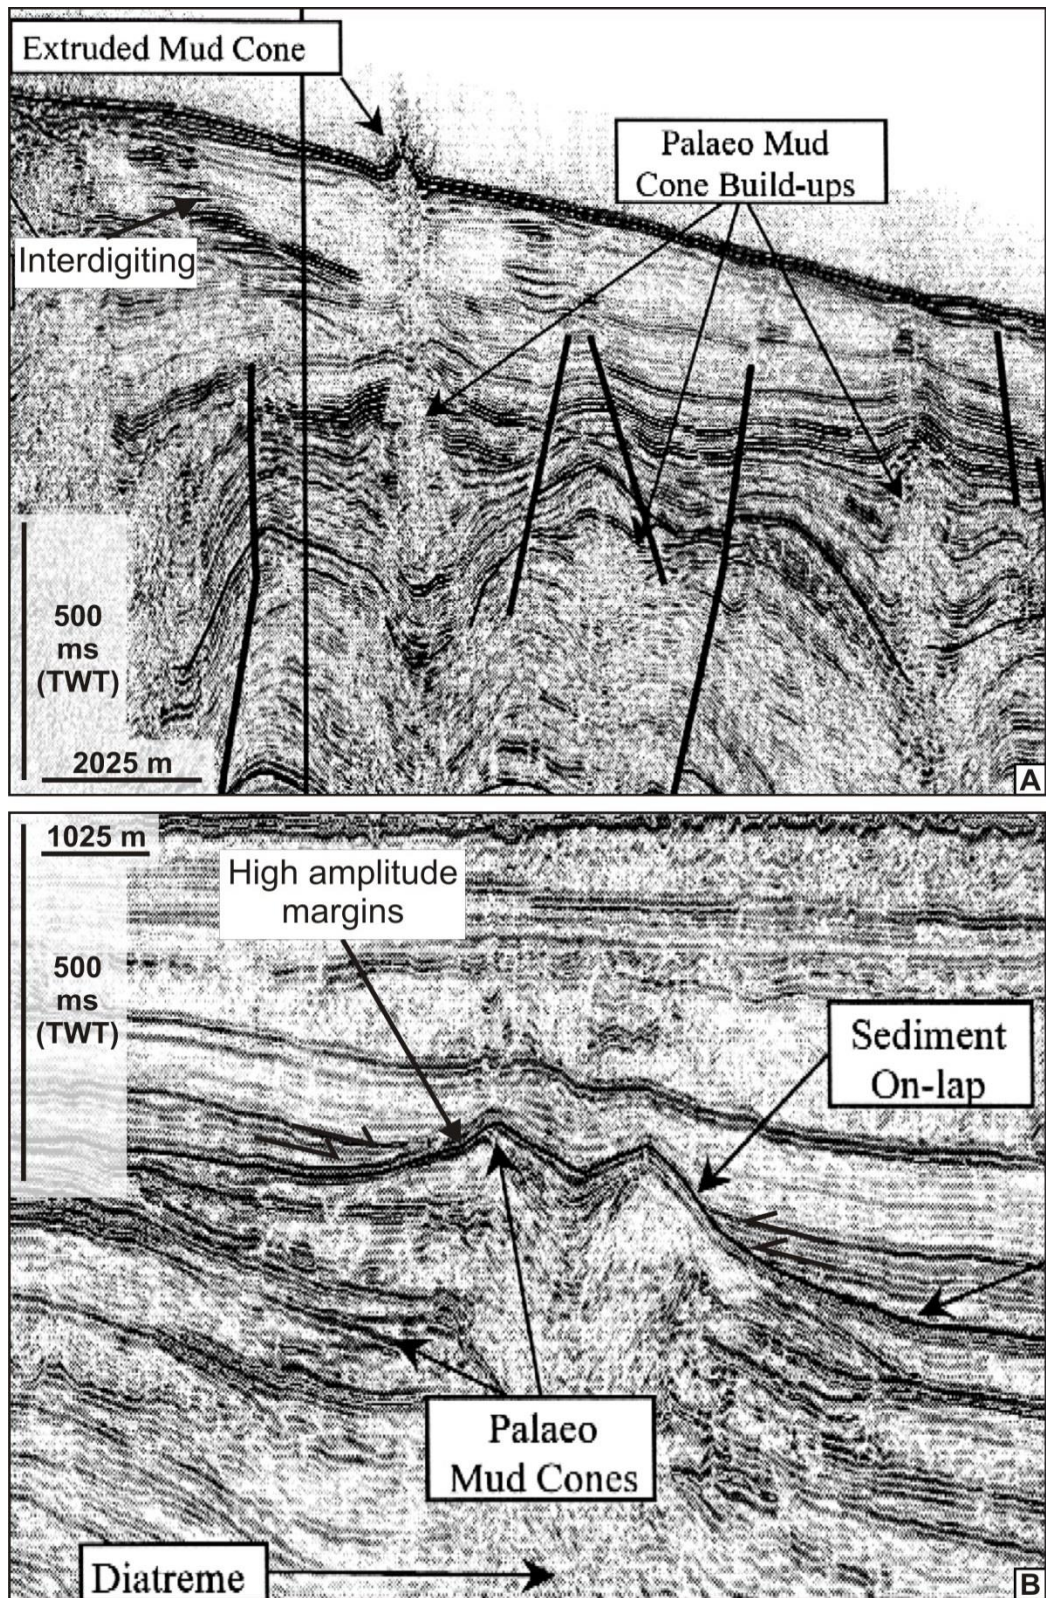 Extruded Mud Cone
Palaeo Mud
Cone Build-ups
Interdigiting
500
ms
(TWT)
2025 m
A
1025 m
High amplitude
margins
500
ms
(TWT)
Sediment
On-lap
Palaeo
Mud Cones
Diatreme
B